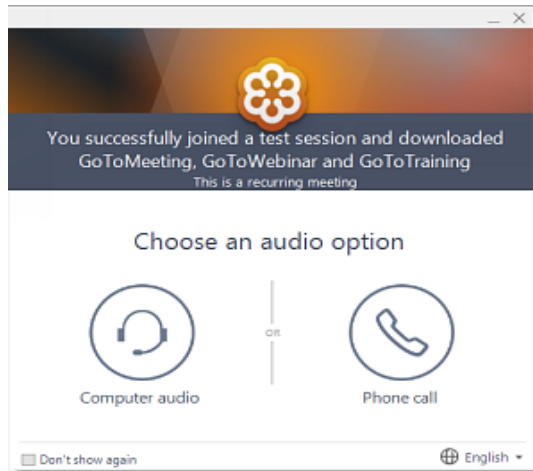 You successfully joined a test session and downloaded
GoToMeeting, GoToWebinar and GoToTraining
This is a recurring meeting
Choose an audio option
OR
Computer audio
Phone call
Don't show again
English